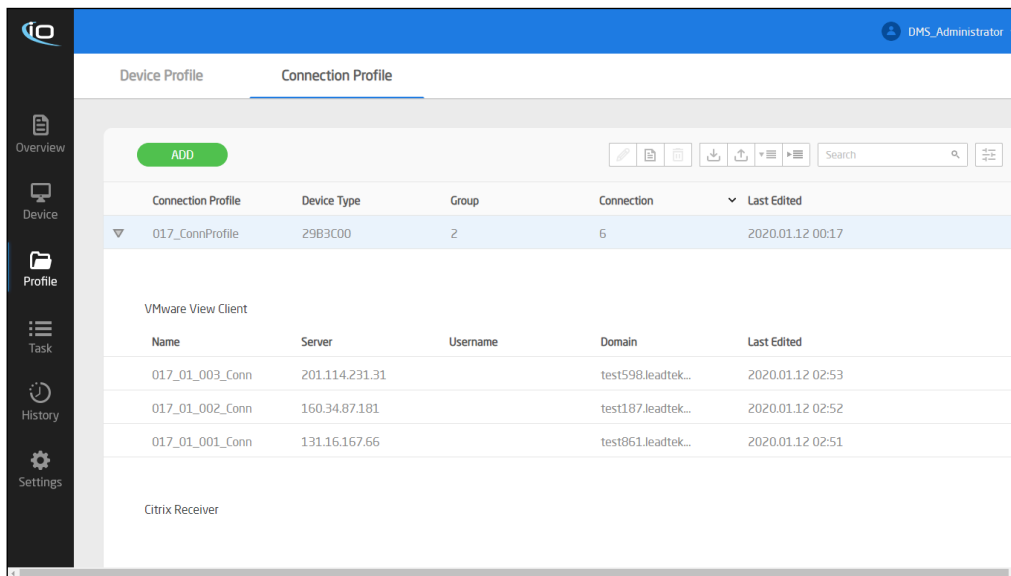 iO
DMS_Administrator
Device Profile Connection Profile
Overview
Device
Profile
Task
History
Settings
ADD Search
Connection Profile Device Type Group Connection Last Edited
017_ConnProfile 29B3C00 2 6 2020.01.12 00:17
VMware View Client
Name Server Username Domain Last Edited
017_01_003_Conn 201.114.231.31 test598.leadtek... 2020.01.12 02:53
017_01_002_Conn 160.34.87.181 test187.leadtek... 2020.01.12 02:52
017_01_001_Conn 131.16.167.66 test861.leadtek... 2020.01.12 02:51
Citrix Receiver